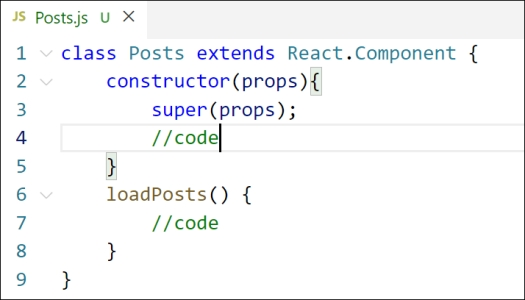 JS Posts.js U ×
1 class Posts extends React.Component {
2 constructor(props){
3 super(props);
4 //code
5 }
6 loadPosts() {
7 //code
8 }
9 }